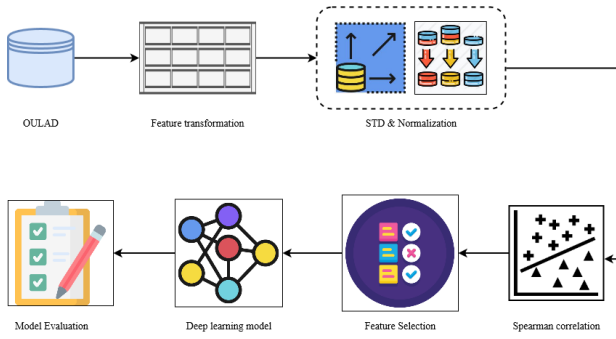 OULAD
Feature transformation
STD & Normalization
Model Evaluation
Deep learning model
Feature Selection
Spearman correlation